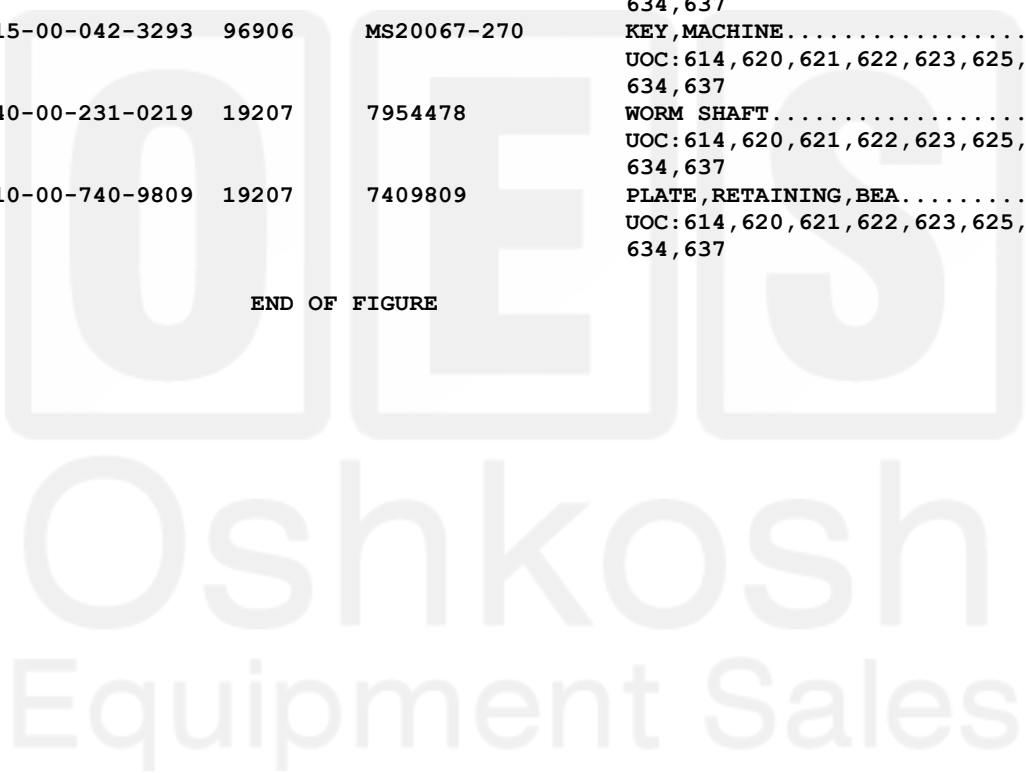 634,637
15-00-042-3293 96906 MS20067-270 KEY,MACHINE.................
UOC:614,620,621,622,623,625,
634,637
40-00-231-0219 19207 7954478 WORM SHAFT..................
UOC:614,620,621,622,623,625,
634,637
10-00-740-9809 19207 7409809 PLATE,RETAINING,BEA.........
UOC:614,620,621,622,623,625,
634,637
END OF FIGURE
OES
Oshkosh
Equipment Sales